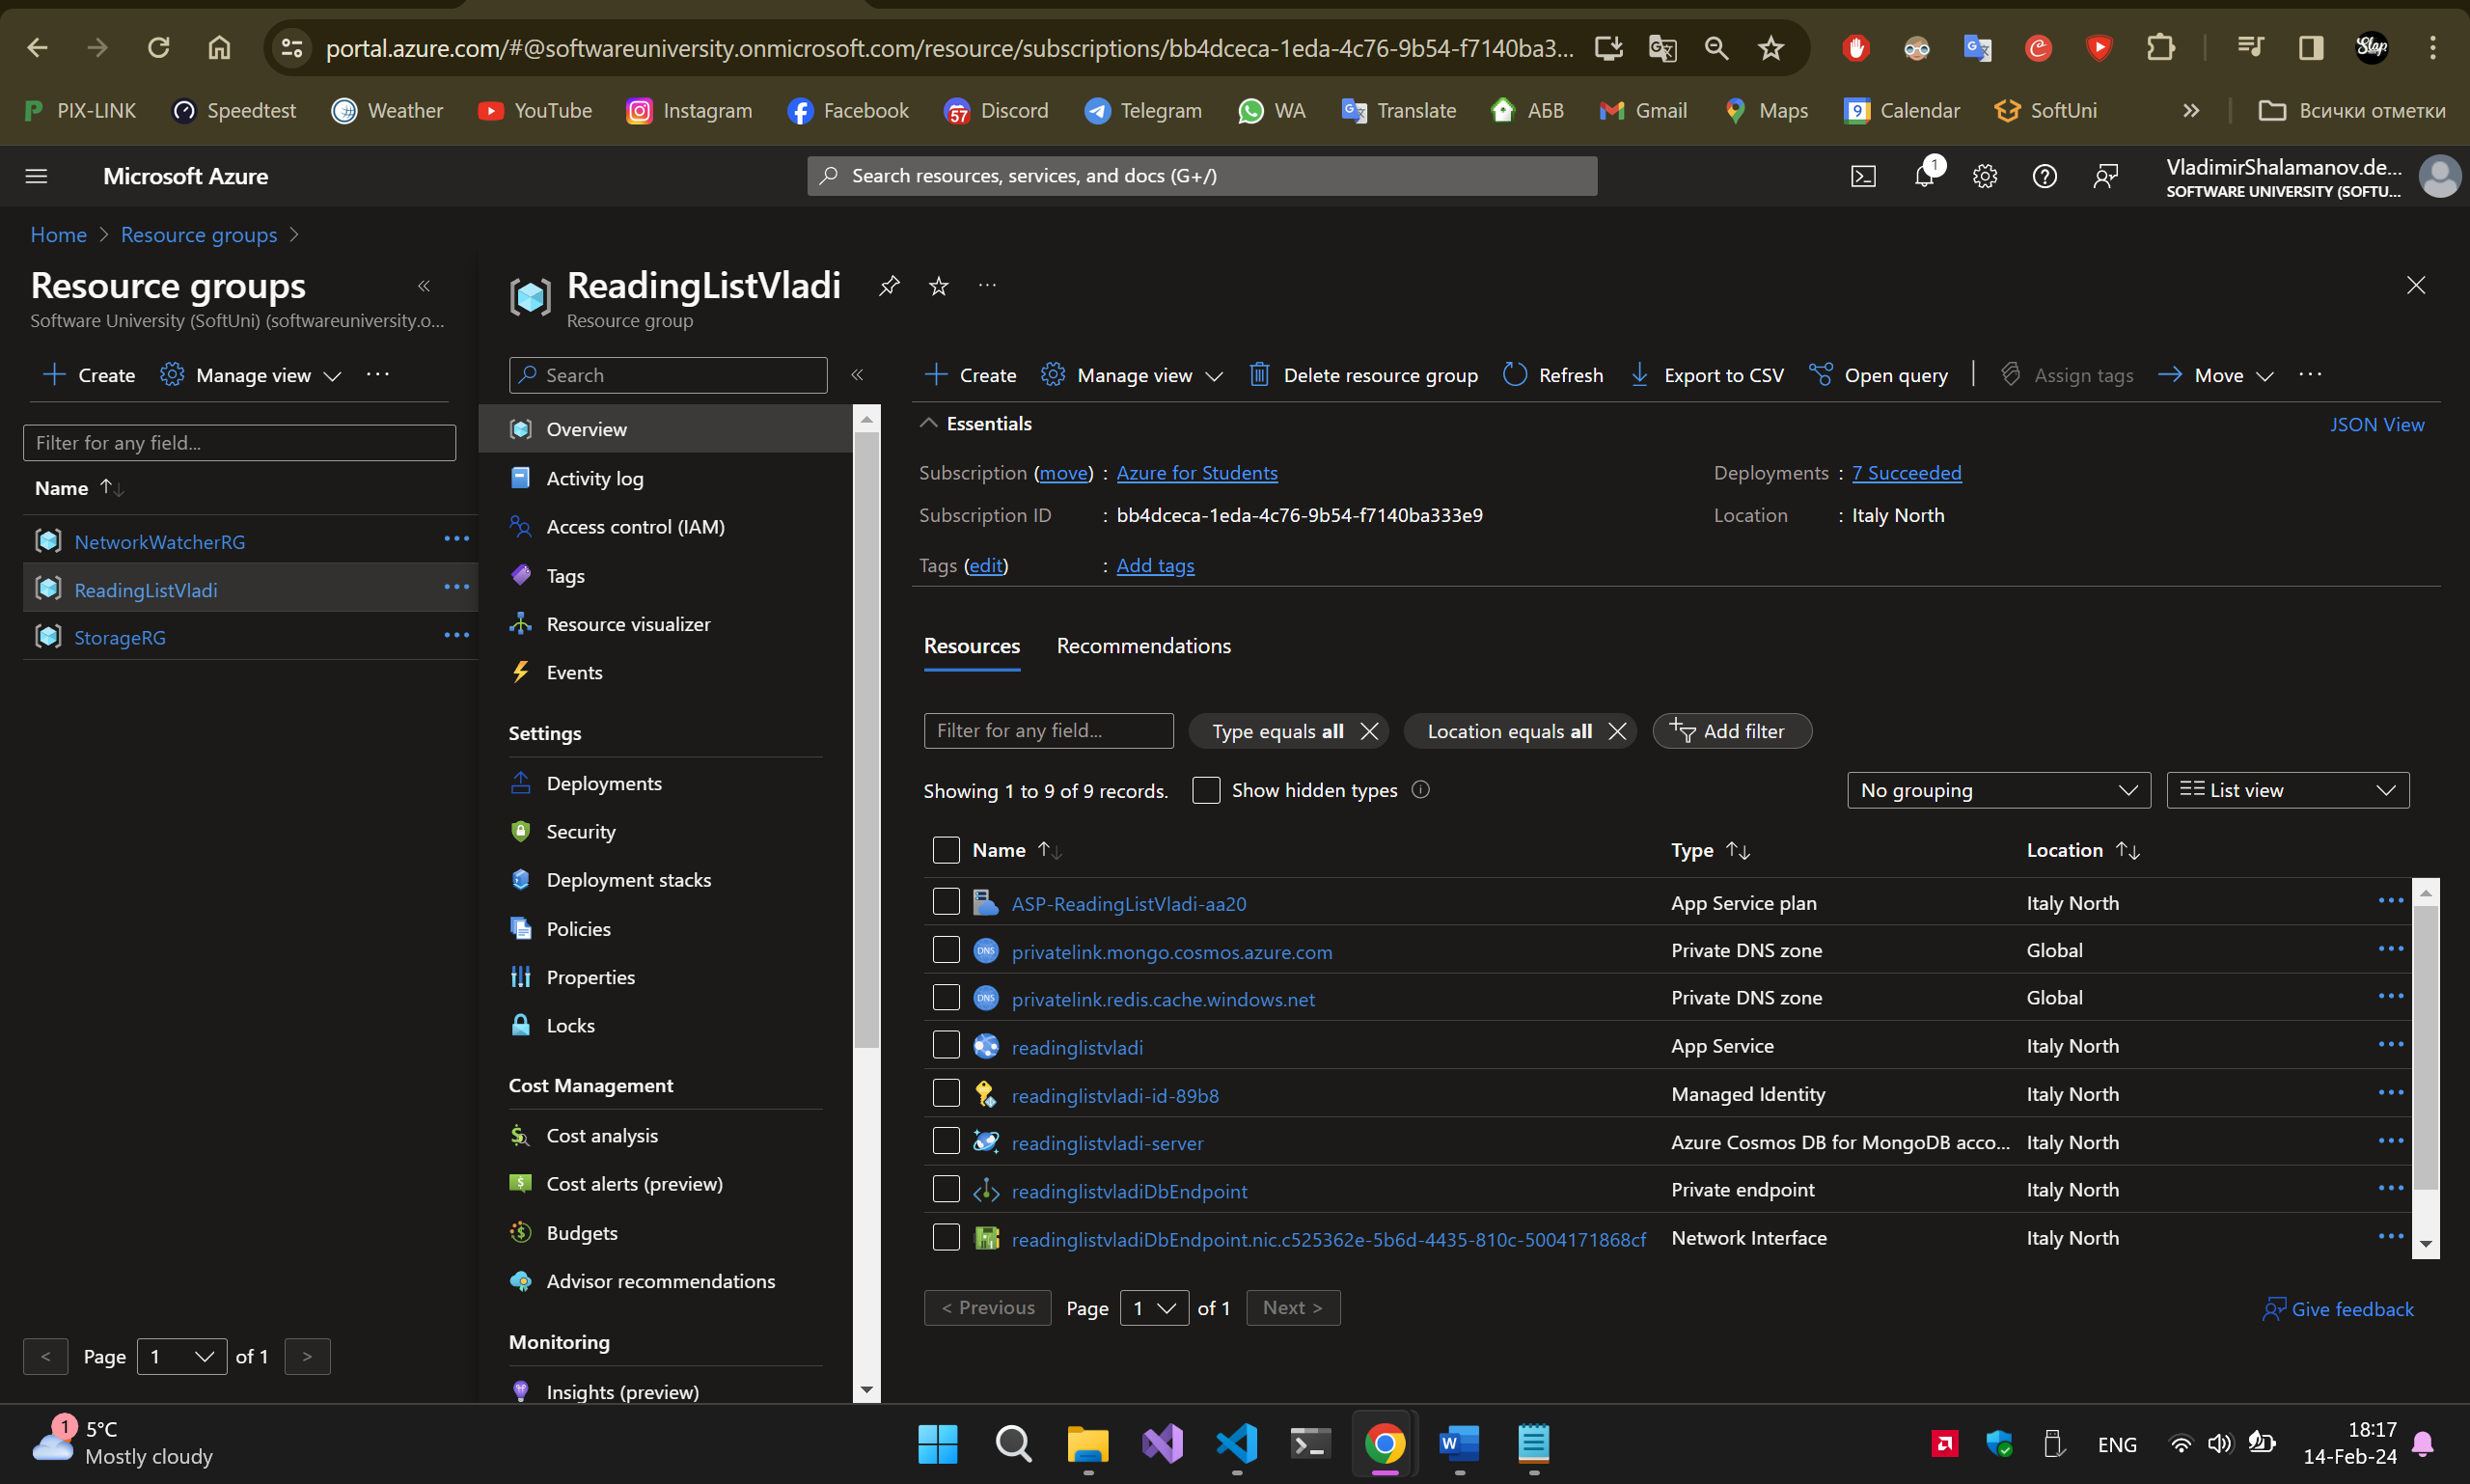 portal.azure.com/#@softwareuniversity.onmicrosoft.com/resource/subscriptions/bb4dceca-1eda-4c76-9b54-f7140ba3...
Slap
PIX-LINK
Speedtest
Weather
YouTube
Instagram
Facebook
57
Discord
Telegram
WA
Translate
АБВ
Gmail
Maps
9
Calendar
SoftUni
Всички отметки
Microsoft Azure
Search resources, services, and docs (G+/)
1
VladimirShalamanov.de...
SOFTWARE UNIVERSITY (SOFTU...
Home > Resource groups >
Resource groups
Software University (SoftUni) (softwareuniversity.o...
Create
Manage view
Filter for any field...
Name
NetworkWatcherRG
ReadingListVladi
StorageRG
< Page 1 of 1 >
ReadingListVladi
Resource group
Search
Overview
Activity log
Access control (IAM)
Tags
Resource visualizer
Events
Settings
Deployments
Security
Deployment stacks
Policies
Properties
Locks
Cost Management
Cost analysis
Cost alerts (preview)
Budgets
Advisor recommendations
Monitoring
Insights (preview)
Create
Manage view
Delete resource group
Refresh
Export to CSV
Open query
Assign tags
Move
Essentials
JSON View
Subscription (move) : Azure for Students
Deployments : 7 Succeeded
Subscription ID : bb4dceca-1eda-4c76-9b54-f7140ba333e9
Location : Italy North
Tags (edit) : Add tags
Resources
Recommendations
Filter for any field...
Type equals all
Location equals all
Add filter
Showing 1 to 9 of 9 records.
Show hidden types
No grouping
List view
Name Type Location
ASP-ReadingListVladi-aa20 App Service plan Italy North
DNS privatelink.mongo.cosmos.azure.com Private DNS zone Global
DNS privatelink.redis.cache.windows.net Private DNS zone Global
readinglistvladi App Service Italy North
readinglistvladi-id-89b8 Managed Identity Italy North
readinglistvladi-server Azure Cosmos DB for MongoDB acco... Italy North
readinglistvladiDbEndpoint Private endpoint Italy North
readinglistvladiDbEndpoint.nic.c525362e-5b6d-4435-810c-5004171868cf Network Interface Italy North
< Previous Page 1 of 1 Next >
Give feedback
1
5°C
Mostly cloudy
W
ENG
18:17
14-Feb-24